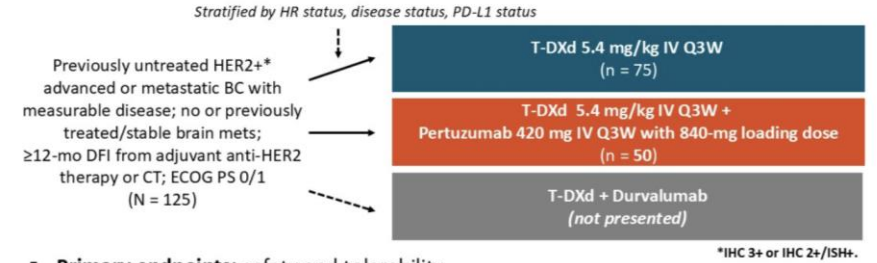 Stratified by HR status, disease status, PD-L1 status
Previously untreated HER2+*
advanced or metastatic BC with
measurable disease; no or previously
treated/stable brain mets;
≥12-mo DFI from adjuvant anti-HER2
therapy or CT; ECOG PS 0/1
(N = 125)
T-DXd 5.4 mg/kg IV Q3W
(n = 75)
T-DXd 5.4 mg/kg IV Q3W +
Pertuzumab 420 mg IV Q3W with 840-mg loading dose
(n = 50)
T-DXd + Durvalumab
(not presented)
*IHC 3+ or IHC 2+/ISH+.